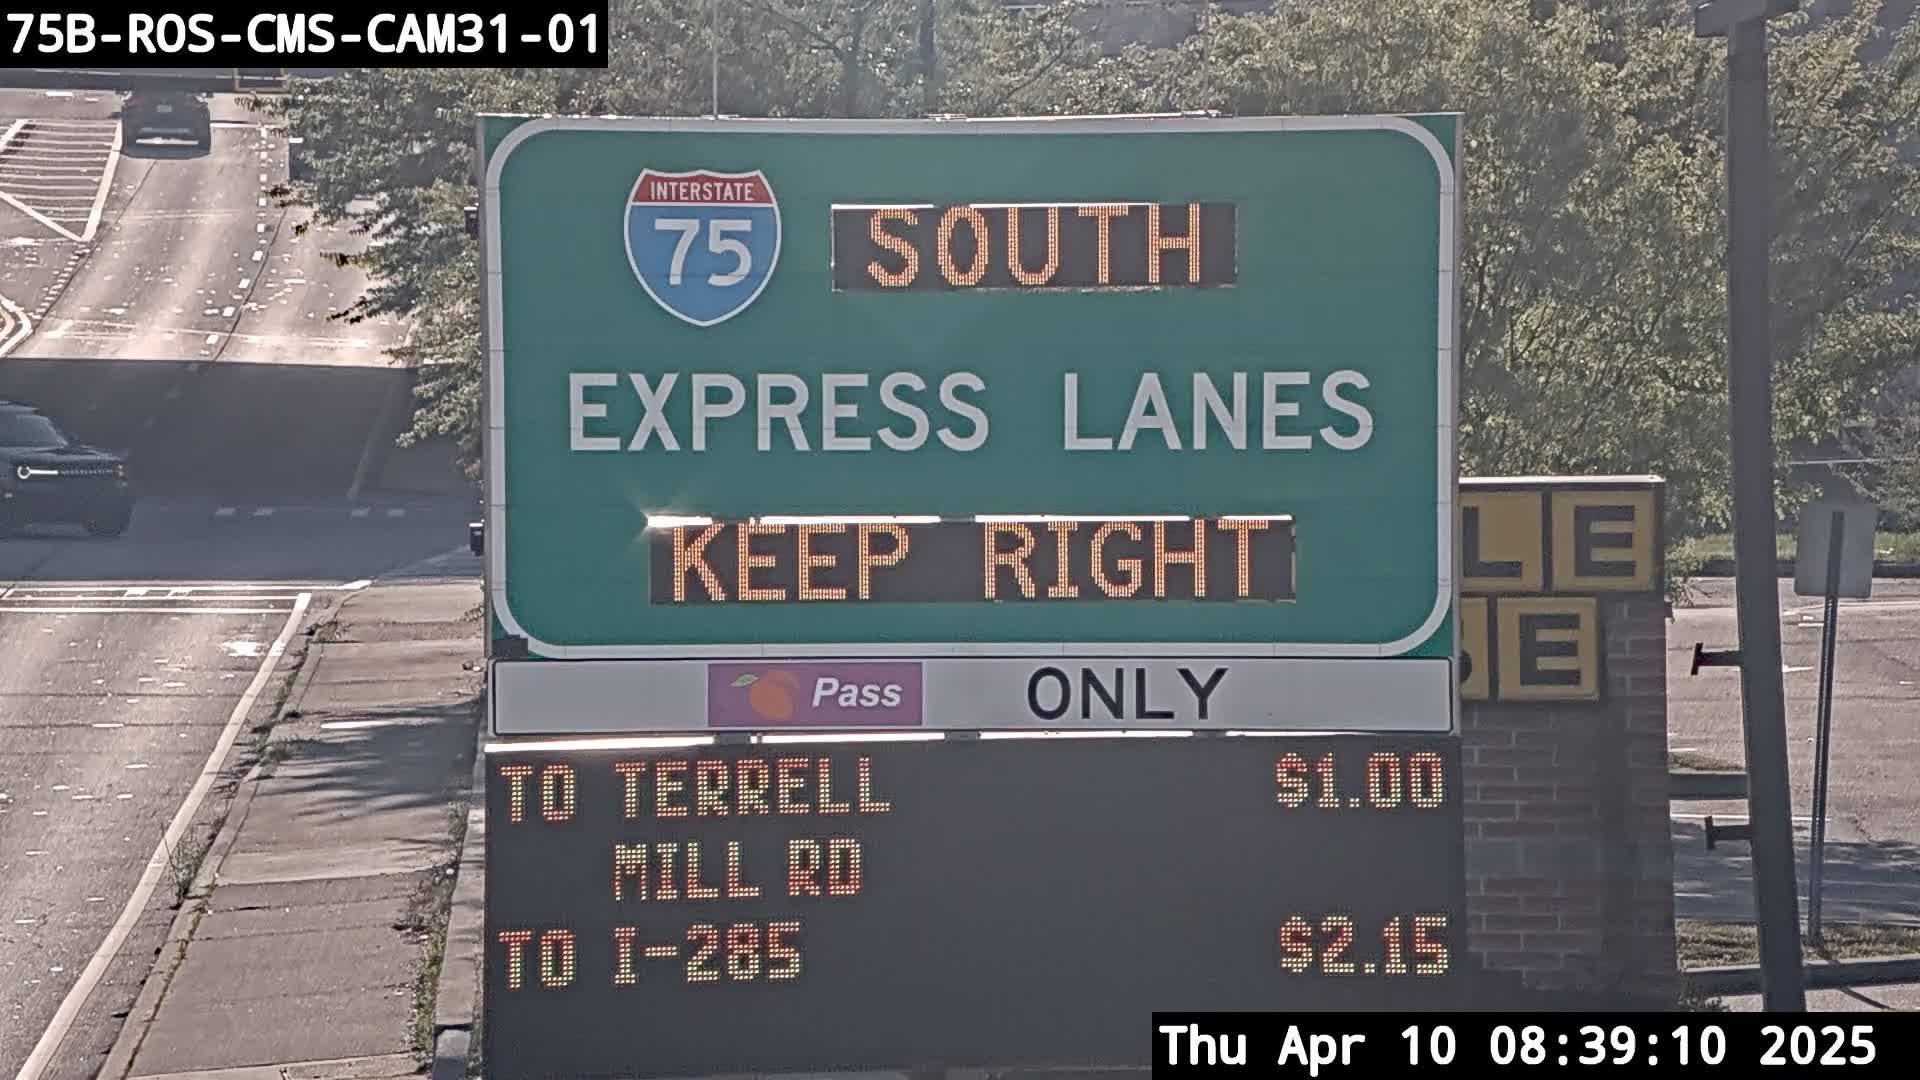 75B-ROS-CMS-CAM31-01
INTERSTATE
75
SOUTH
EXPRESS LANES
KEEP RIGHT
Pass ONLY
TO TERRELL $1.00
MILL RD
TO I-285 $2.15
LE
E
Thu Apr 10 08:39:10 2025